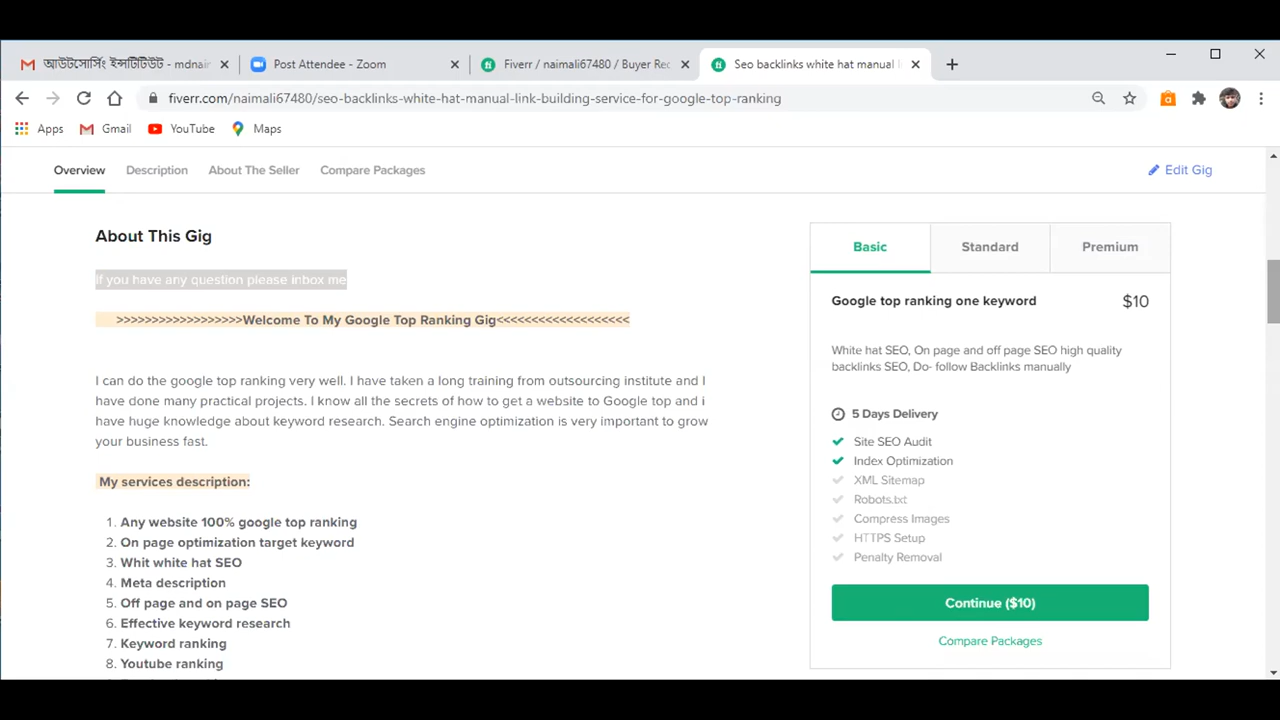 আউটসোর্সিং ইন্সটিটিউট - mdnain
Post Attendee - Zoom
Fiverr / naimali67480 / Buyer Rec
Seo backlinks white hat manual l
fiverr.com/naimali67480/seo-backlinks-white-hat-manual-link-building-service-for-google-top-ranking
Apps Gmail YouTube Maps
Overview Description About The Seller Compare Packages
Edit Gig
About This Gig
If you have any question please inbox me
>>>>>>>>>>>>>>>>>>Welcome To My Google Top Ranking Gig<<<<<<<<<<<<<<<<<<<
I can do the google top ranking very well. I have taken a long training from outsourcing institute and I
have done many practical projects. I know all the secrets of how to get a website to Google top and i
have huge knowledge about keyword research. Search engine optimization is very important to grow
your business fast.
My services description:
1. Any website 100% google top ranking
2. On page optimization target keyword
3. Whit white hat SEO
4. Meta description
5. Off page and on page SEO
6. Effective keyword research
7. Keyword ranking
8. Youtube ranking
Basic Standard Premium
Google top ranking one keyword $10
White hat SEO, On page and off page SEO high quality
backlinks SEO, Do- follow Backlinks manually
5 Days Delivery
Site SEO Audit
Index Optimization
XML Sitemap
Robots.txt
Compress Images
HTTPS Setup
Penalty Removal
Continue ($10)
Compare Packages